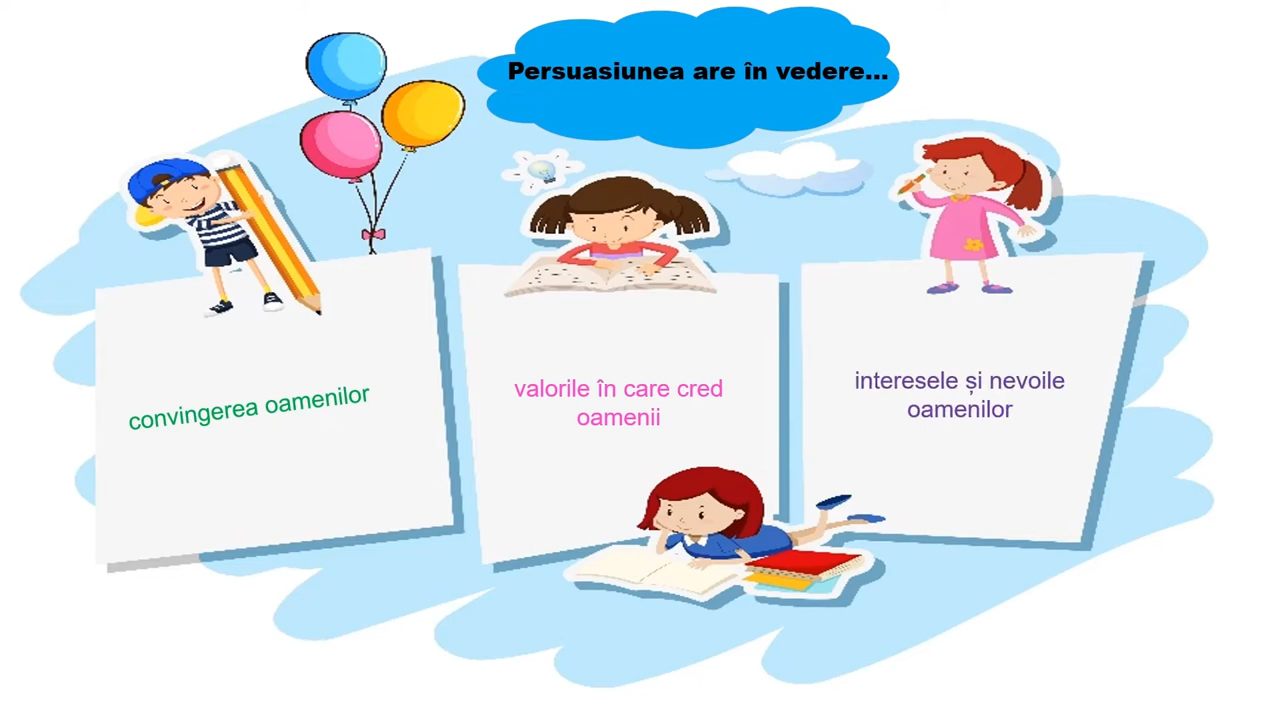 Persuasiunea are în vedere...
convingerea oamenilor
valorile în care cred
oamenii
interesele și nevoile
oamenilor